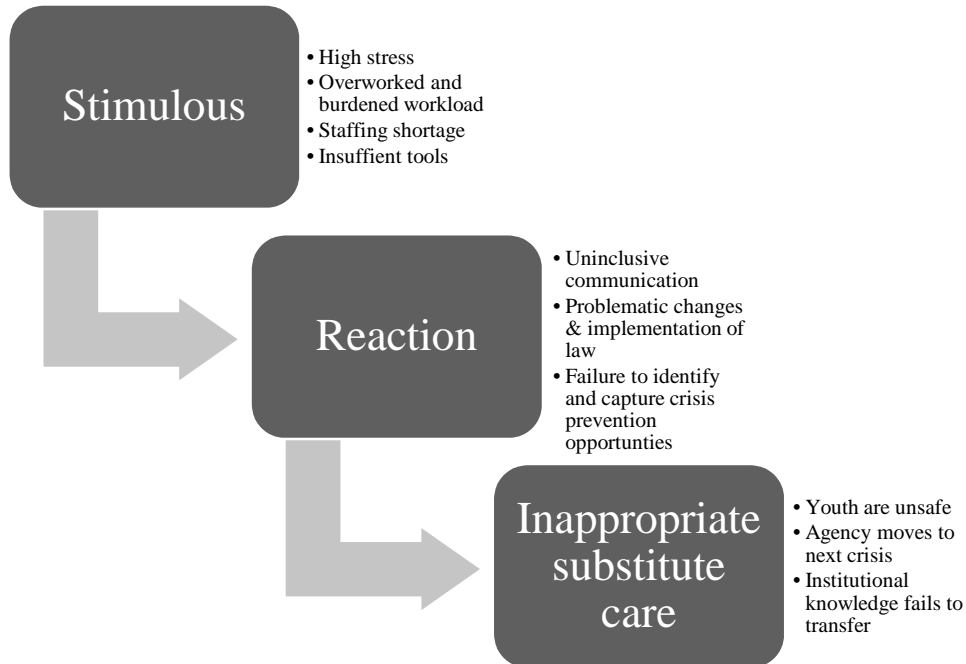 Stimulous
• High stress
• Overworked and
burdened workload
• Staffing shortage
• Insuffient tools
Reaction
• Uninclusive
communication
• Problematic changes
& implementation of
law
• Failure to identify
and capture crisis
prevention
opportunties
Inappropriate
substitute
care
• Youth are unsafe
• Agency moves to
next crisis
• Institutional
knowledge fails to
transfer